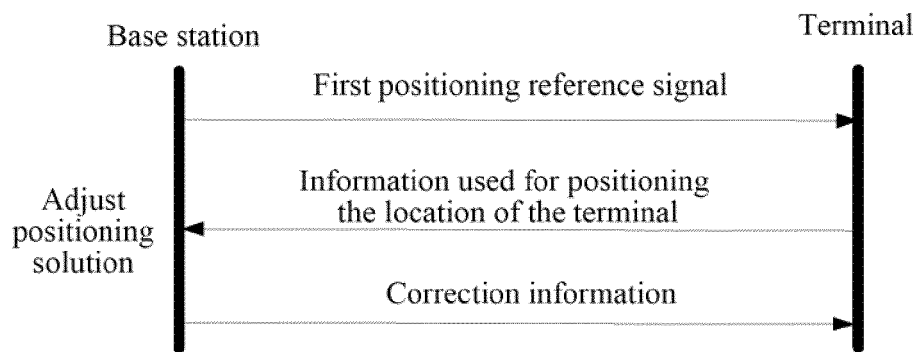 Base station
Terminal
First positioning reference signal
Information used for positioning
the location of the terminal
Adjust
positioning
solution
Correction information